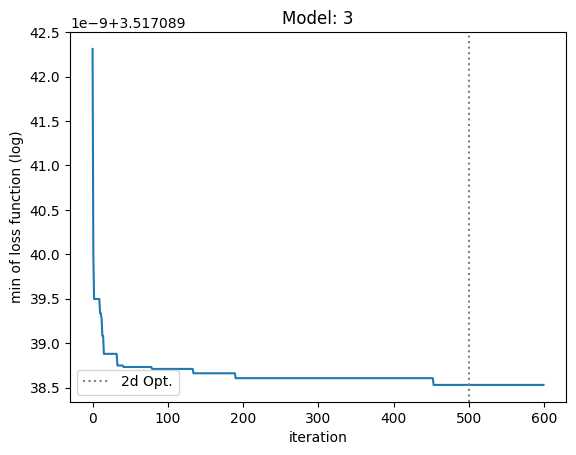 Model: 3
1e−9+3.517089
42.5
42.0
41.5
41.0
40.5
40.0
39.5
39.0
38.5
min of loss function (log)
2d Opt.
0 100 200 300 400 500 600
iteration